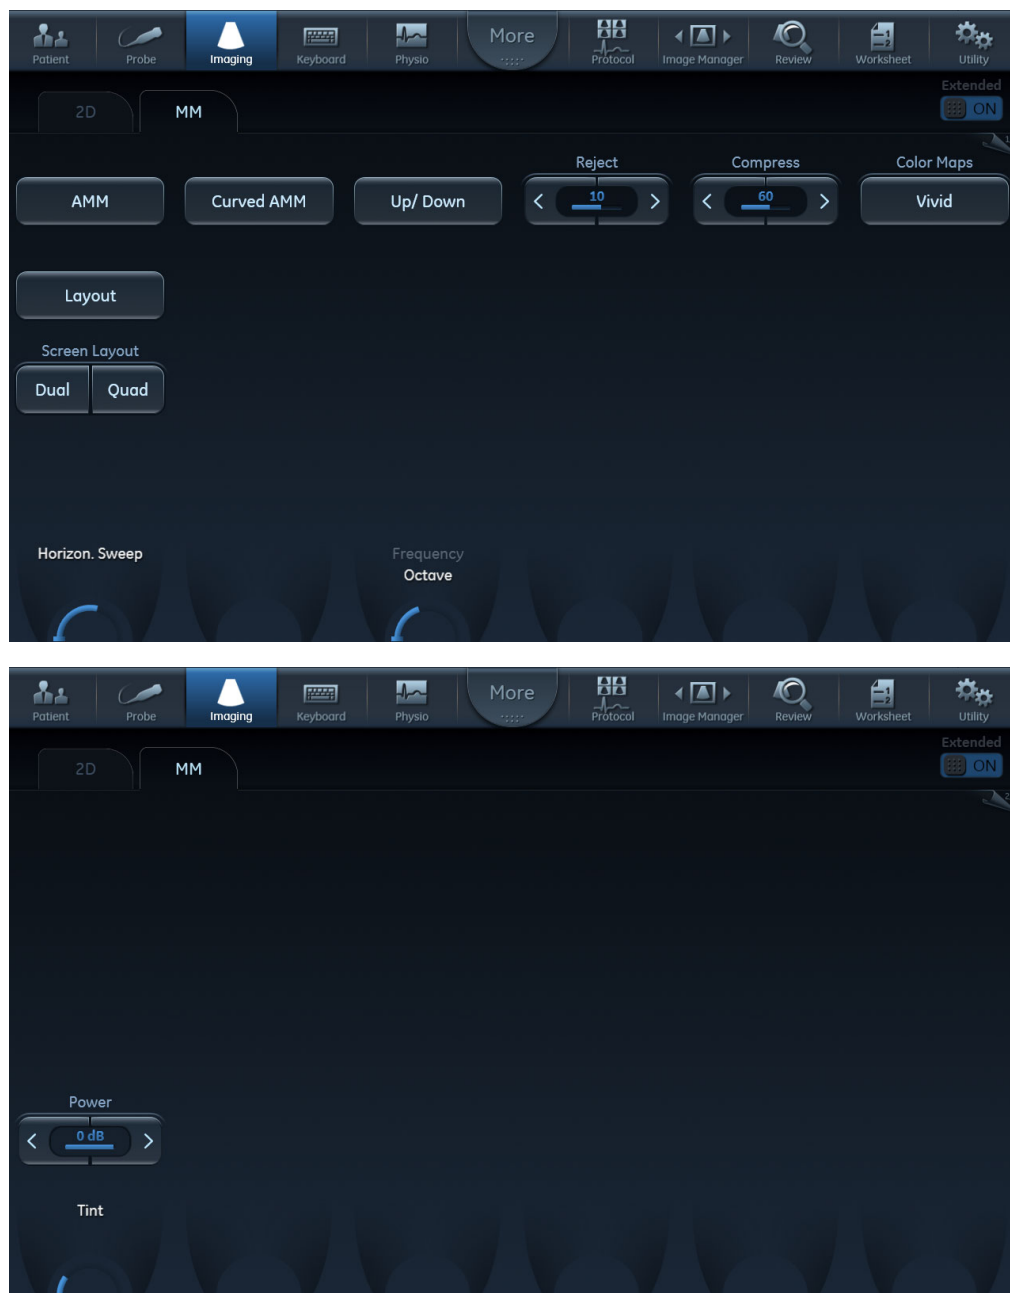 Patient Probe Imaging Keyboard Physio More Protocol Image Manager Review Worksheet Utility
Extended
2D MM ON
1
Reject Compress Color Maps
AMM Curved AMM Up/ Down 10 60 Vivid
Layout
Screen Layout
Dual Quad
Horizon. Sweep Frequency
Octave
Patient Probe Imaging Keyboard Physio More Protocol Image Manager Review Worksheet Utility
Extended
2D MM ON
2
Power
0 dB
Tint